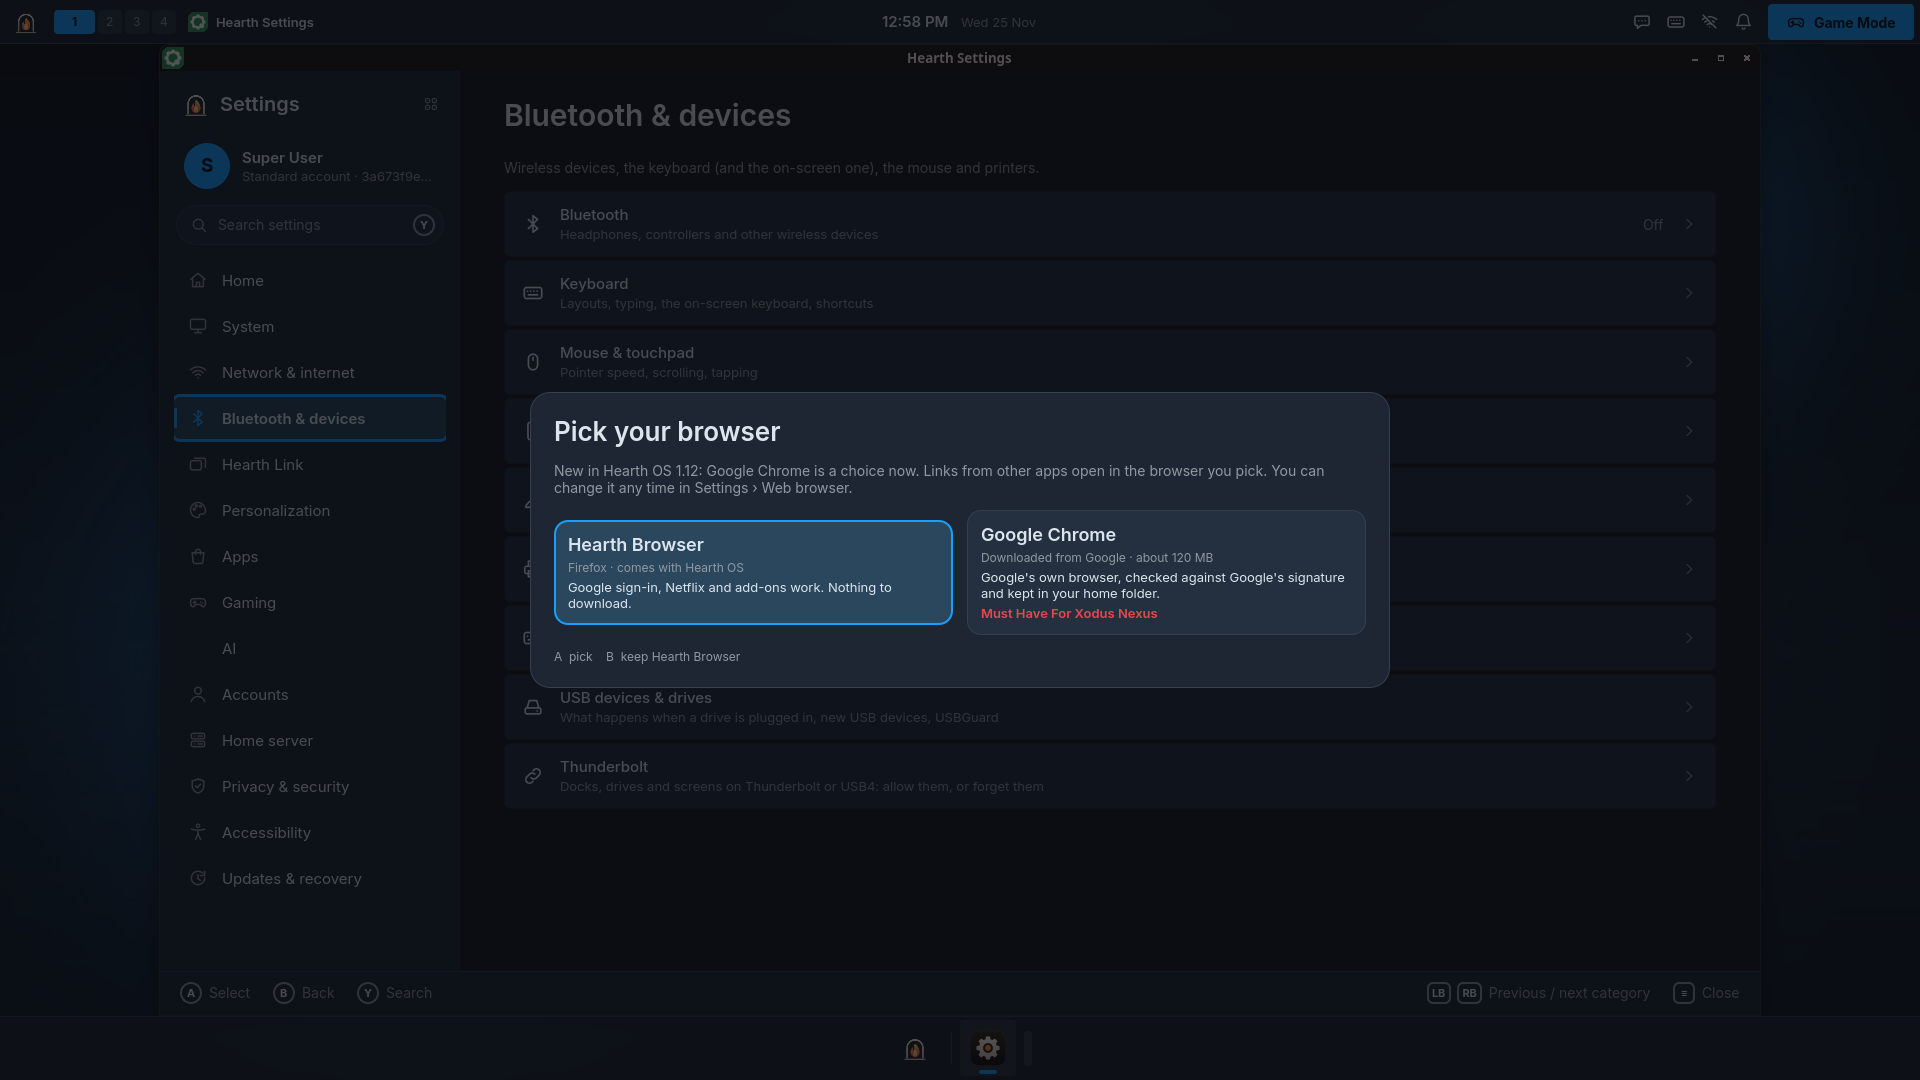 1 2 3 4 Hearth Settings
12:58 PM Wed 25 Nov
Game Mode
Hearth Settings
Settings
S
Super User
Standard account · 3a673f9e...
Search settings Y
Home
System
Network & internet
Bluetooth & devices
Hearth Link
Personalization
Apps
Gaming
AI
Accounts
Home server
Privacy & security
Accessibility
Updates & recovery
Bluetooth & devices
Wireless devices, the keyboard (and the on-screen one), the mouse and printers.
Bluetooth
Headphones, controllers and other wireless devices
Off
Keyboard
Layouts, typing, the on-screen keyboard, shortcuts
Mouse & touchpad
Pointer speed, scrolling, tapping
Pick your browser
New in Hearth OS 1.12: Google Chrome is a choice now. Links from other apps open in the browser you pick. You can
change it any time in Settings › Web browser.
Hearth Browser
Firefox · comes with Hearth OS
Google sign-in, Netflix and add-ons work. Nothing to
download.
Google Chrome
Downloaded from Google · about 120 MB
Google's own browser, checked against Google's signature
and kept in your home folder.
Must Have For Xodus Nexus
A pick B keep Hearth Browser
USB devices & drives
What happens when a drive is plugged in, new USB devices, USBGuard
Thunderbolt
Docks, drives and screens on Thunderbolt or USB4: allow them, or forget them
A Select B Back Y Search
LB RB Previous / next category ≡ Close